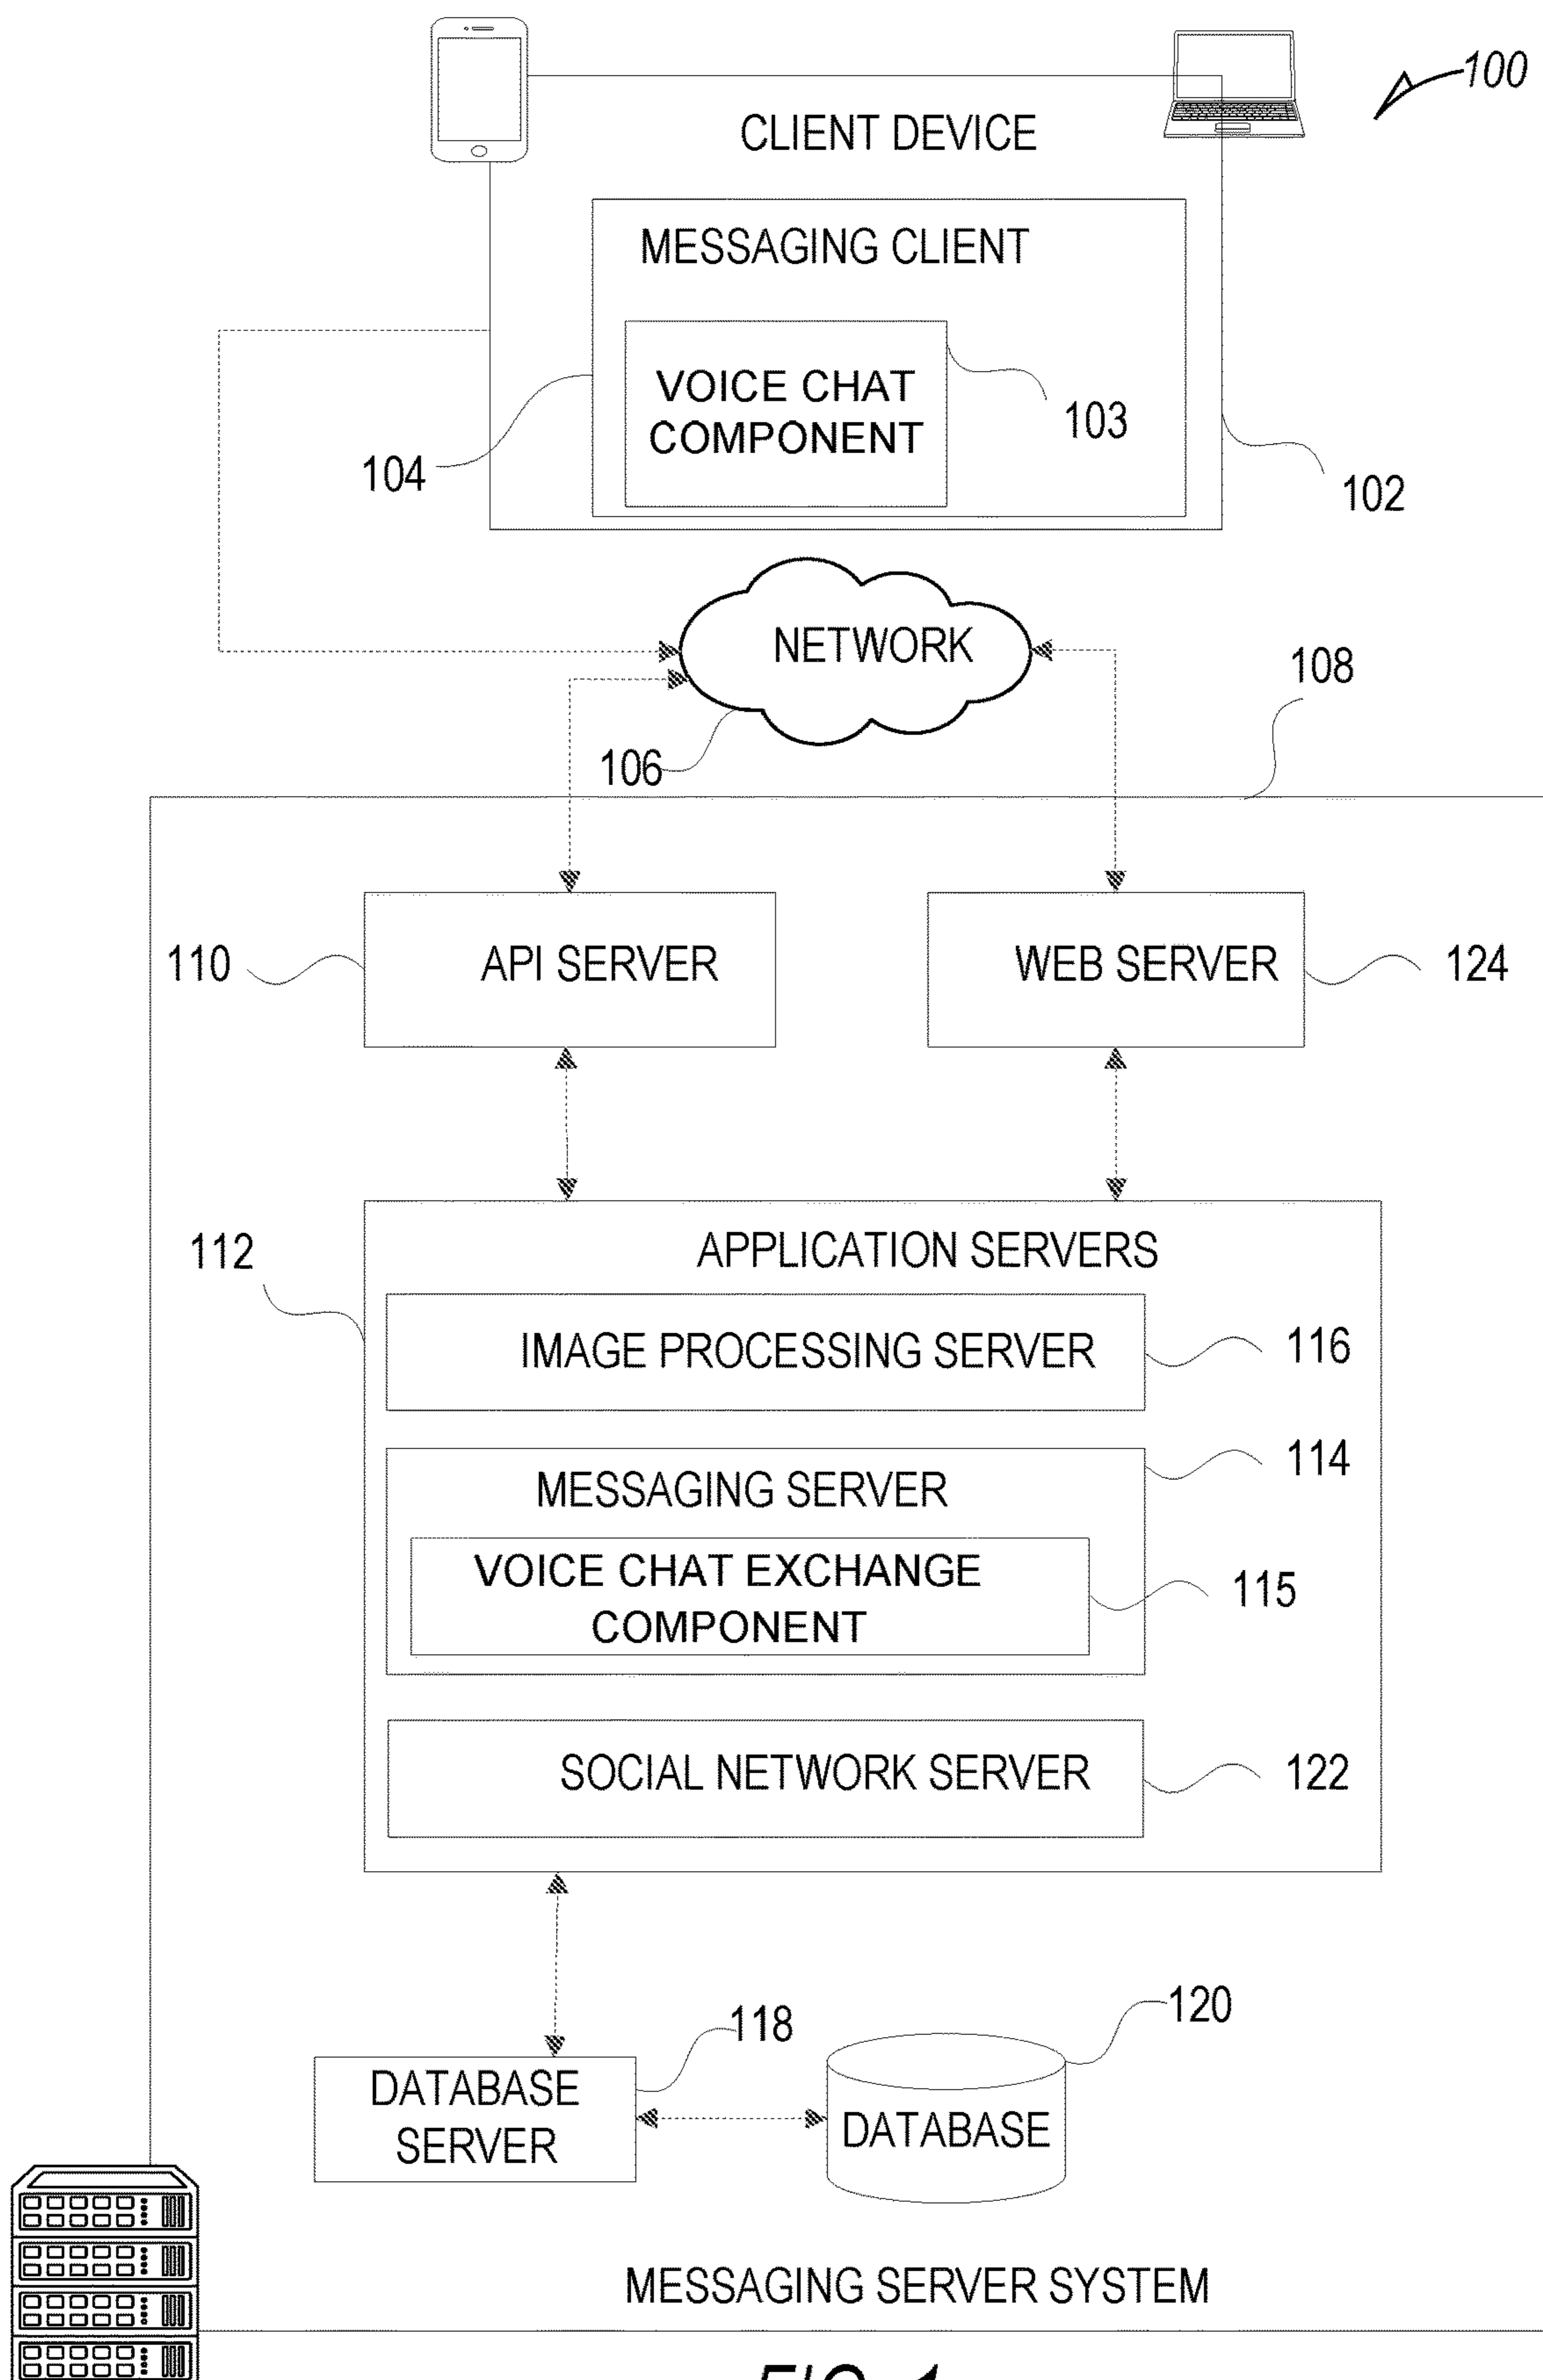 100
CLIENT DEVICE
MESSAGING CLIENT
VOICE CHAT
COMPONENT
103
104
102
NETWORK
108
106
110
API SERVER
WEB SERVER
124
112
APPLICATION SERVERS
IMAGE PROCESSING SERVER
116
MESSAGING SERVER
114
VOICE CHAT EXCHANGE
COMPONENT
115
SOCIAL NETWORK SERVER
122
118
120
DATABASE
SERVER
DATABASE
MESSAGING SERVER SYSTEM
FIG. 1